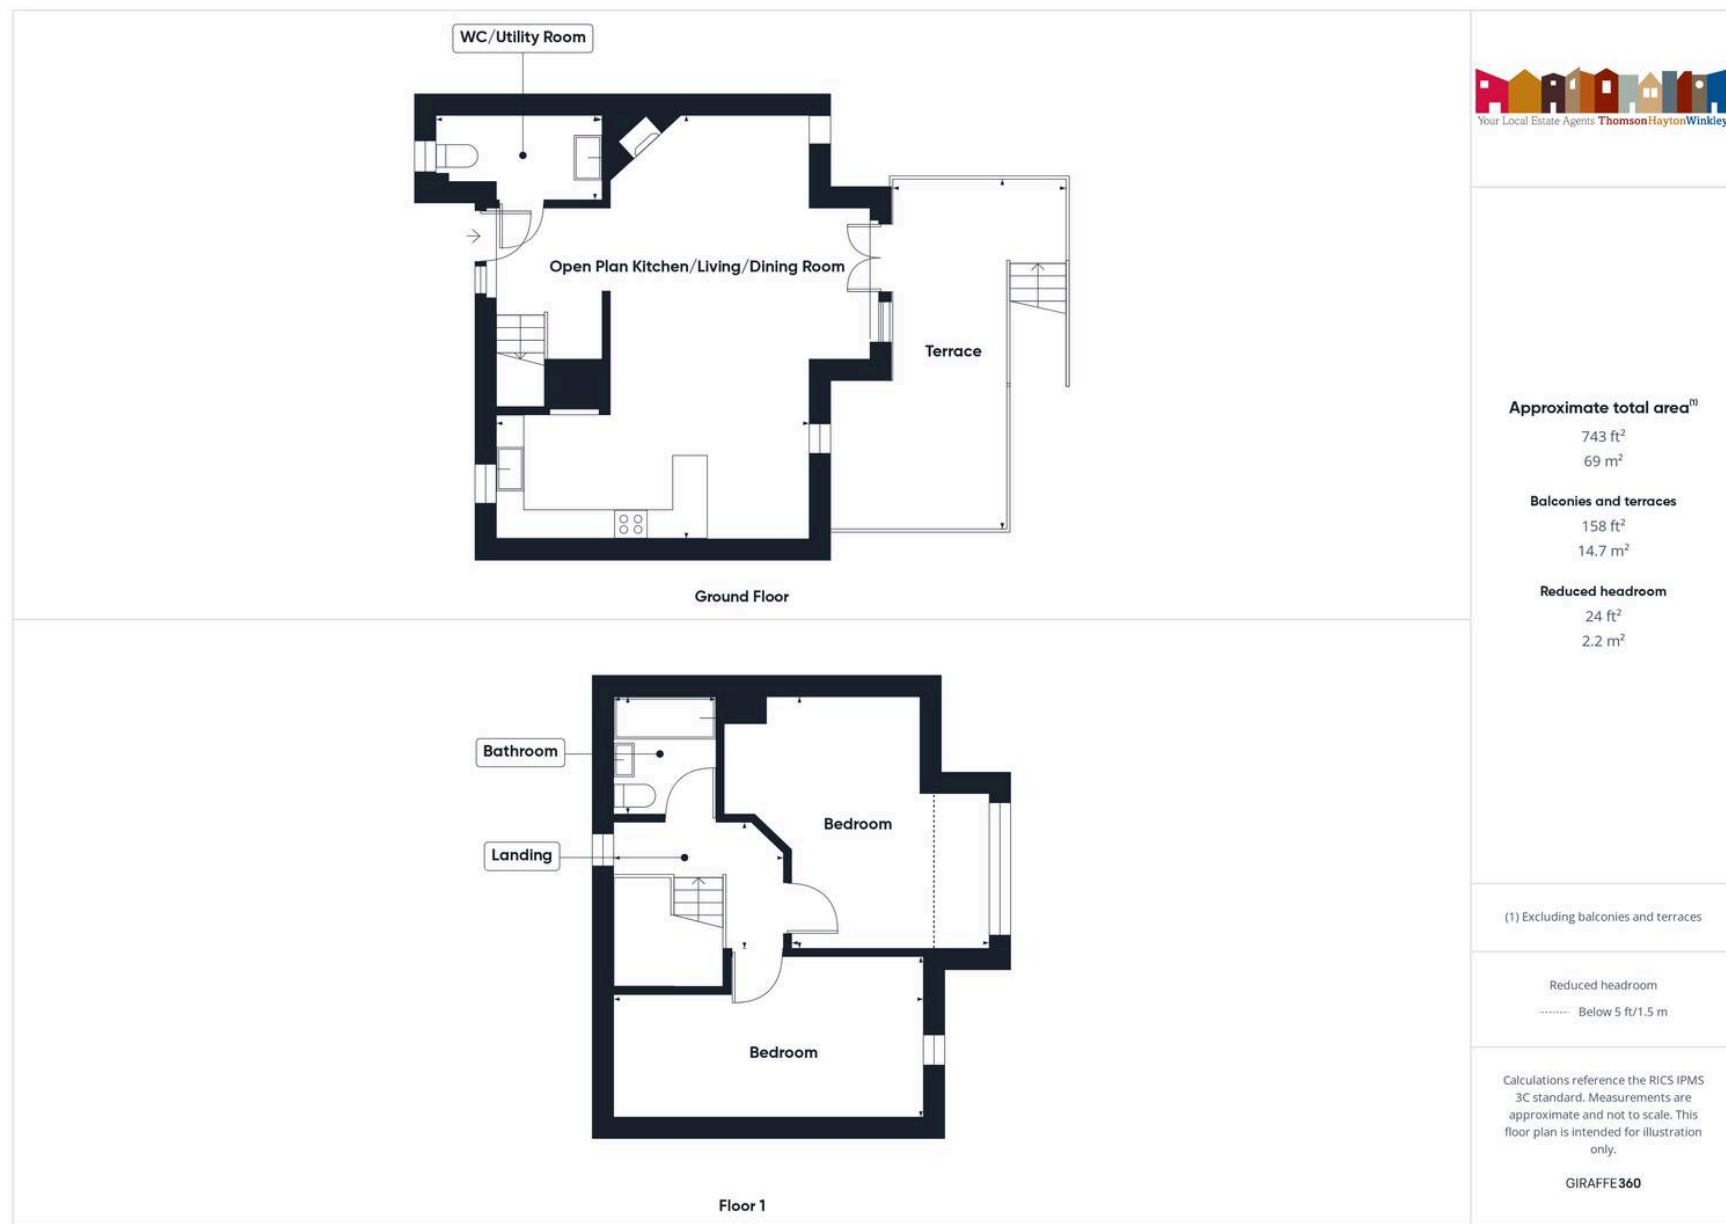 WC/Utility Room
Open Plan Kitchen/Living/Dining Room
Terrace
Ground Floor
Bathroom
Landing
Bedroom
Bedroom
Floor 1
Your Local Estate Agents ThomsonHaytonWinkley
Approximate total area(1)
743 ft²
69 m²
Balconies and terraces
158 ft²
14.7 m²
Reduced headroom
24 ft²
2.2 m²
(1) Excluding balconies and terraces
Reduced headroom
Below 5 ft/1.5 m
Calculations reference the RICS IPMS
3C standard. Measurements are
approximate and not to scale. This
floor plan is intended for illustration
only.
GIRAFFE360